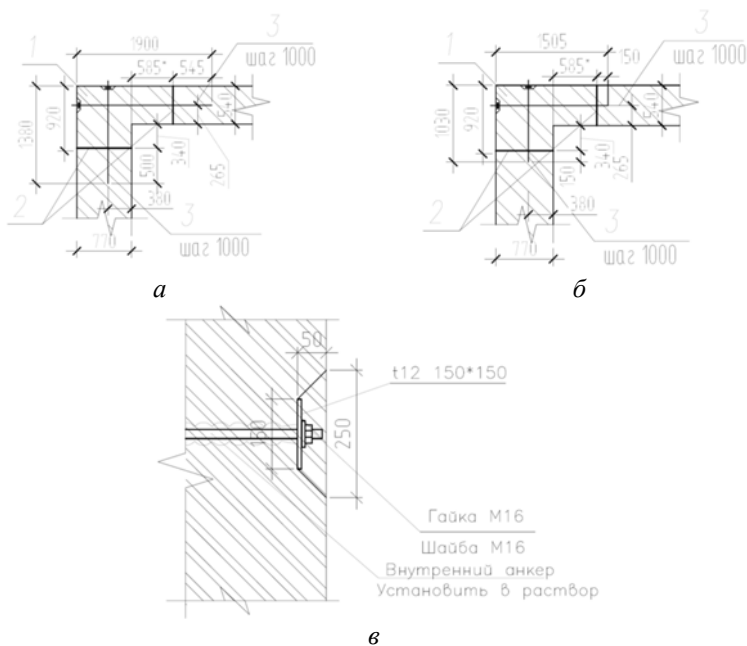 1
1900
3
шаг 1000
585*
545
1380
920
540
500
340
265
2
380
3
770
шаг 1000
а
1
1505
3
150
шаг 1000
585*
1030
920
540
340
150
265
2
380
3
770
шаг 1000
б
50
t12 150*150
250
Гайка М16
Шайба М16
Внутренний анкер
Установить в раствор
в